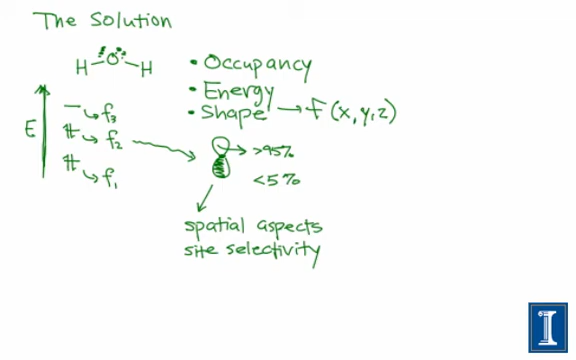 The Solution
H-O-H
• Occupancy
• Energy
• Shape → f(x,y,z)
E
→ f3
→ f2
→ f1
>95%
<5%
spatial aspects
site selectivity
I